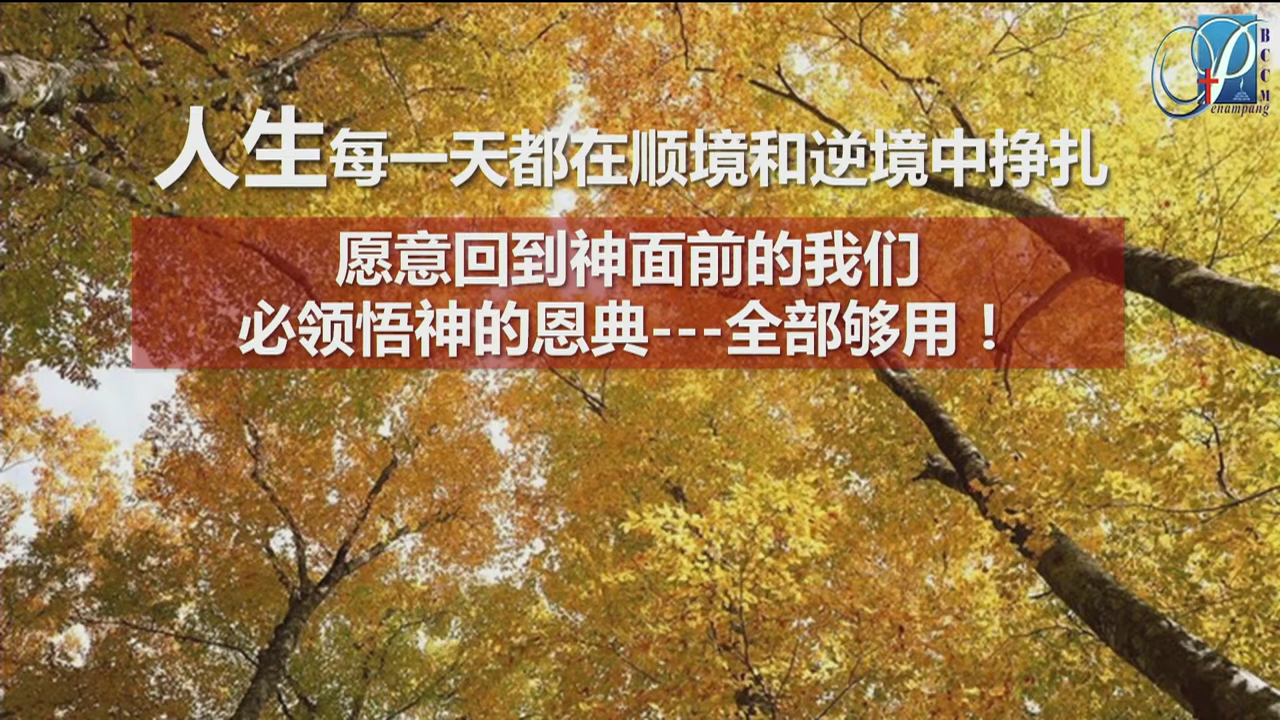 人生每一天都在顺境和逆境中挣扎
愿意回到神面前的我们
必领悟神的恩典---全部够用！
BCCM
Penampang